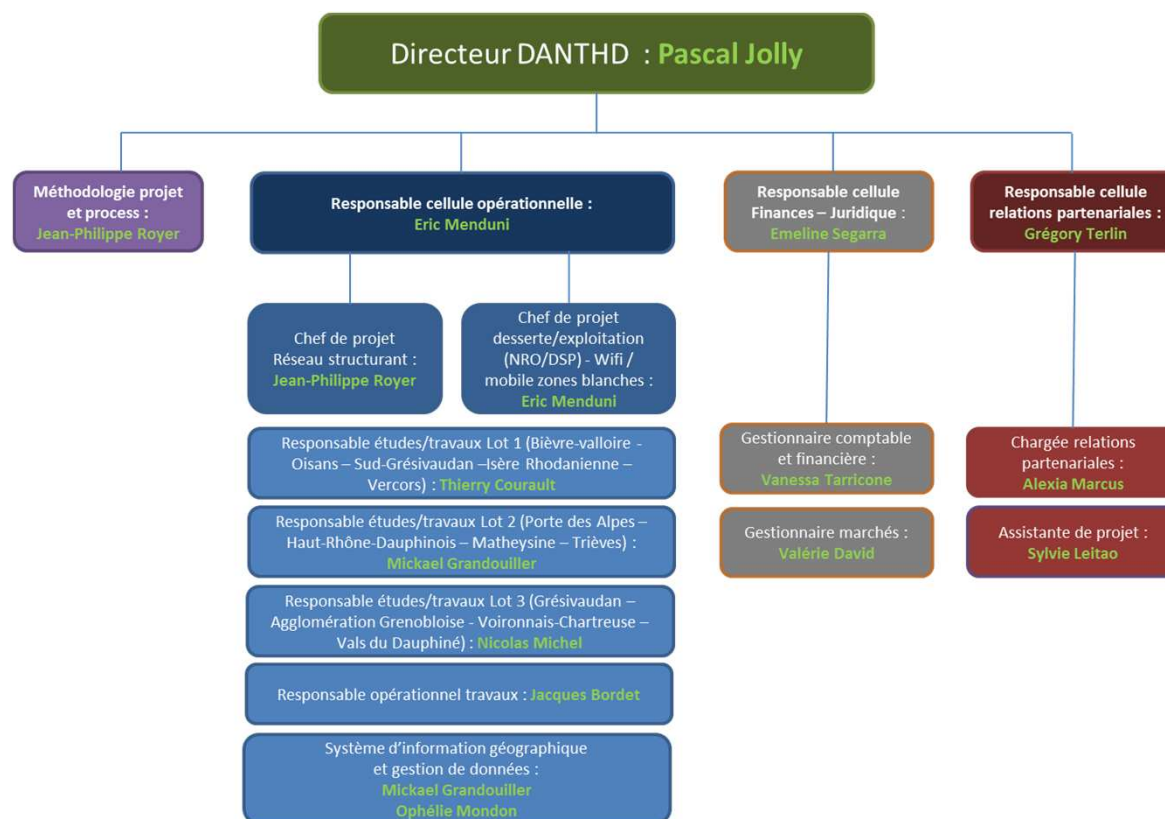 Directeur DANTHD : Pascal Jolly
Méthodologie projet
et process :
Jean-Philippe Royer
Responsable cellule opérationnelle :
Eric Menduni
Responsable cellule
Finances – Juridique :
Emeline Segarra
Responsable cellule
relations partenariales :
Grégory Terlin
Chef de projet
Réseau structurant :
Jean-Philippe Royer
Chef de projet
desserte/exploitation
(NRO/DSP) - Wifi /
mobile zones blanches :
Eric Menduni
Responsable études/travaux Lot 1 (Bièvre-valloire -
Oisans – Sud-Grésivaudan –Isère Rhodanienne –
Vercors) : Thierry Courault
Responsable études/travaux Lot 2 (Porte des Alpes –
Haut-Rhône-Dauphinois – Matheysine – Trièves) :
Mickael Grandouiller
Responsable études/travaux Lot 3 (Grésivaudan –
Agglomération Grenobloise - Voironnais-Chartreuse –
Vals du Dauphiné) : Nicolas Michel
Responsable opérationnel travaux : Jacques Bordet
Système d'information géographique
et gestion de données :
Mickael Grandouiller
Ophélie Mondon
Gestionnaire comptable
et financière :
Vanessa Tarricone
Gestionnaire marchés :
Valérie David
Chargée relations
partenariales :
Alexia Marcus
Assistante de projet :
Sylvie Leitao